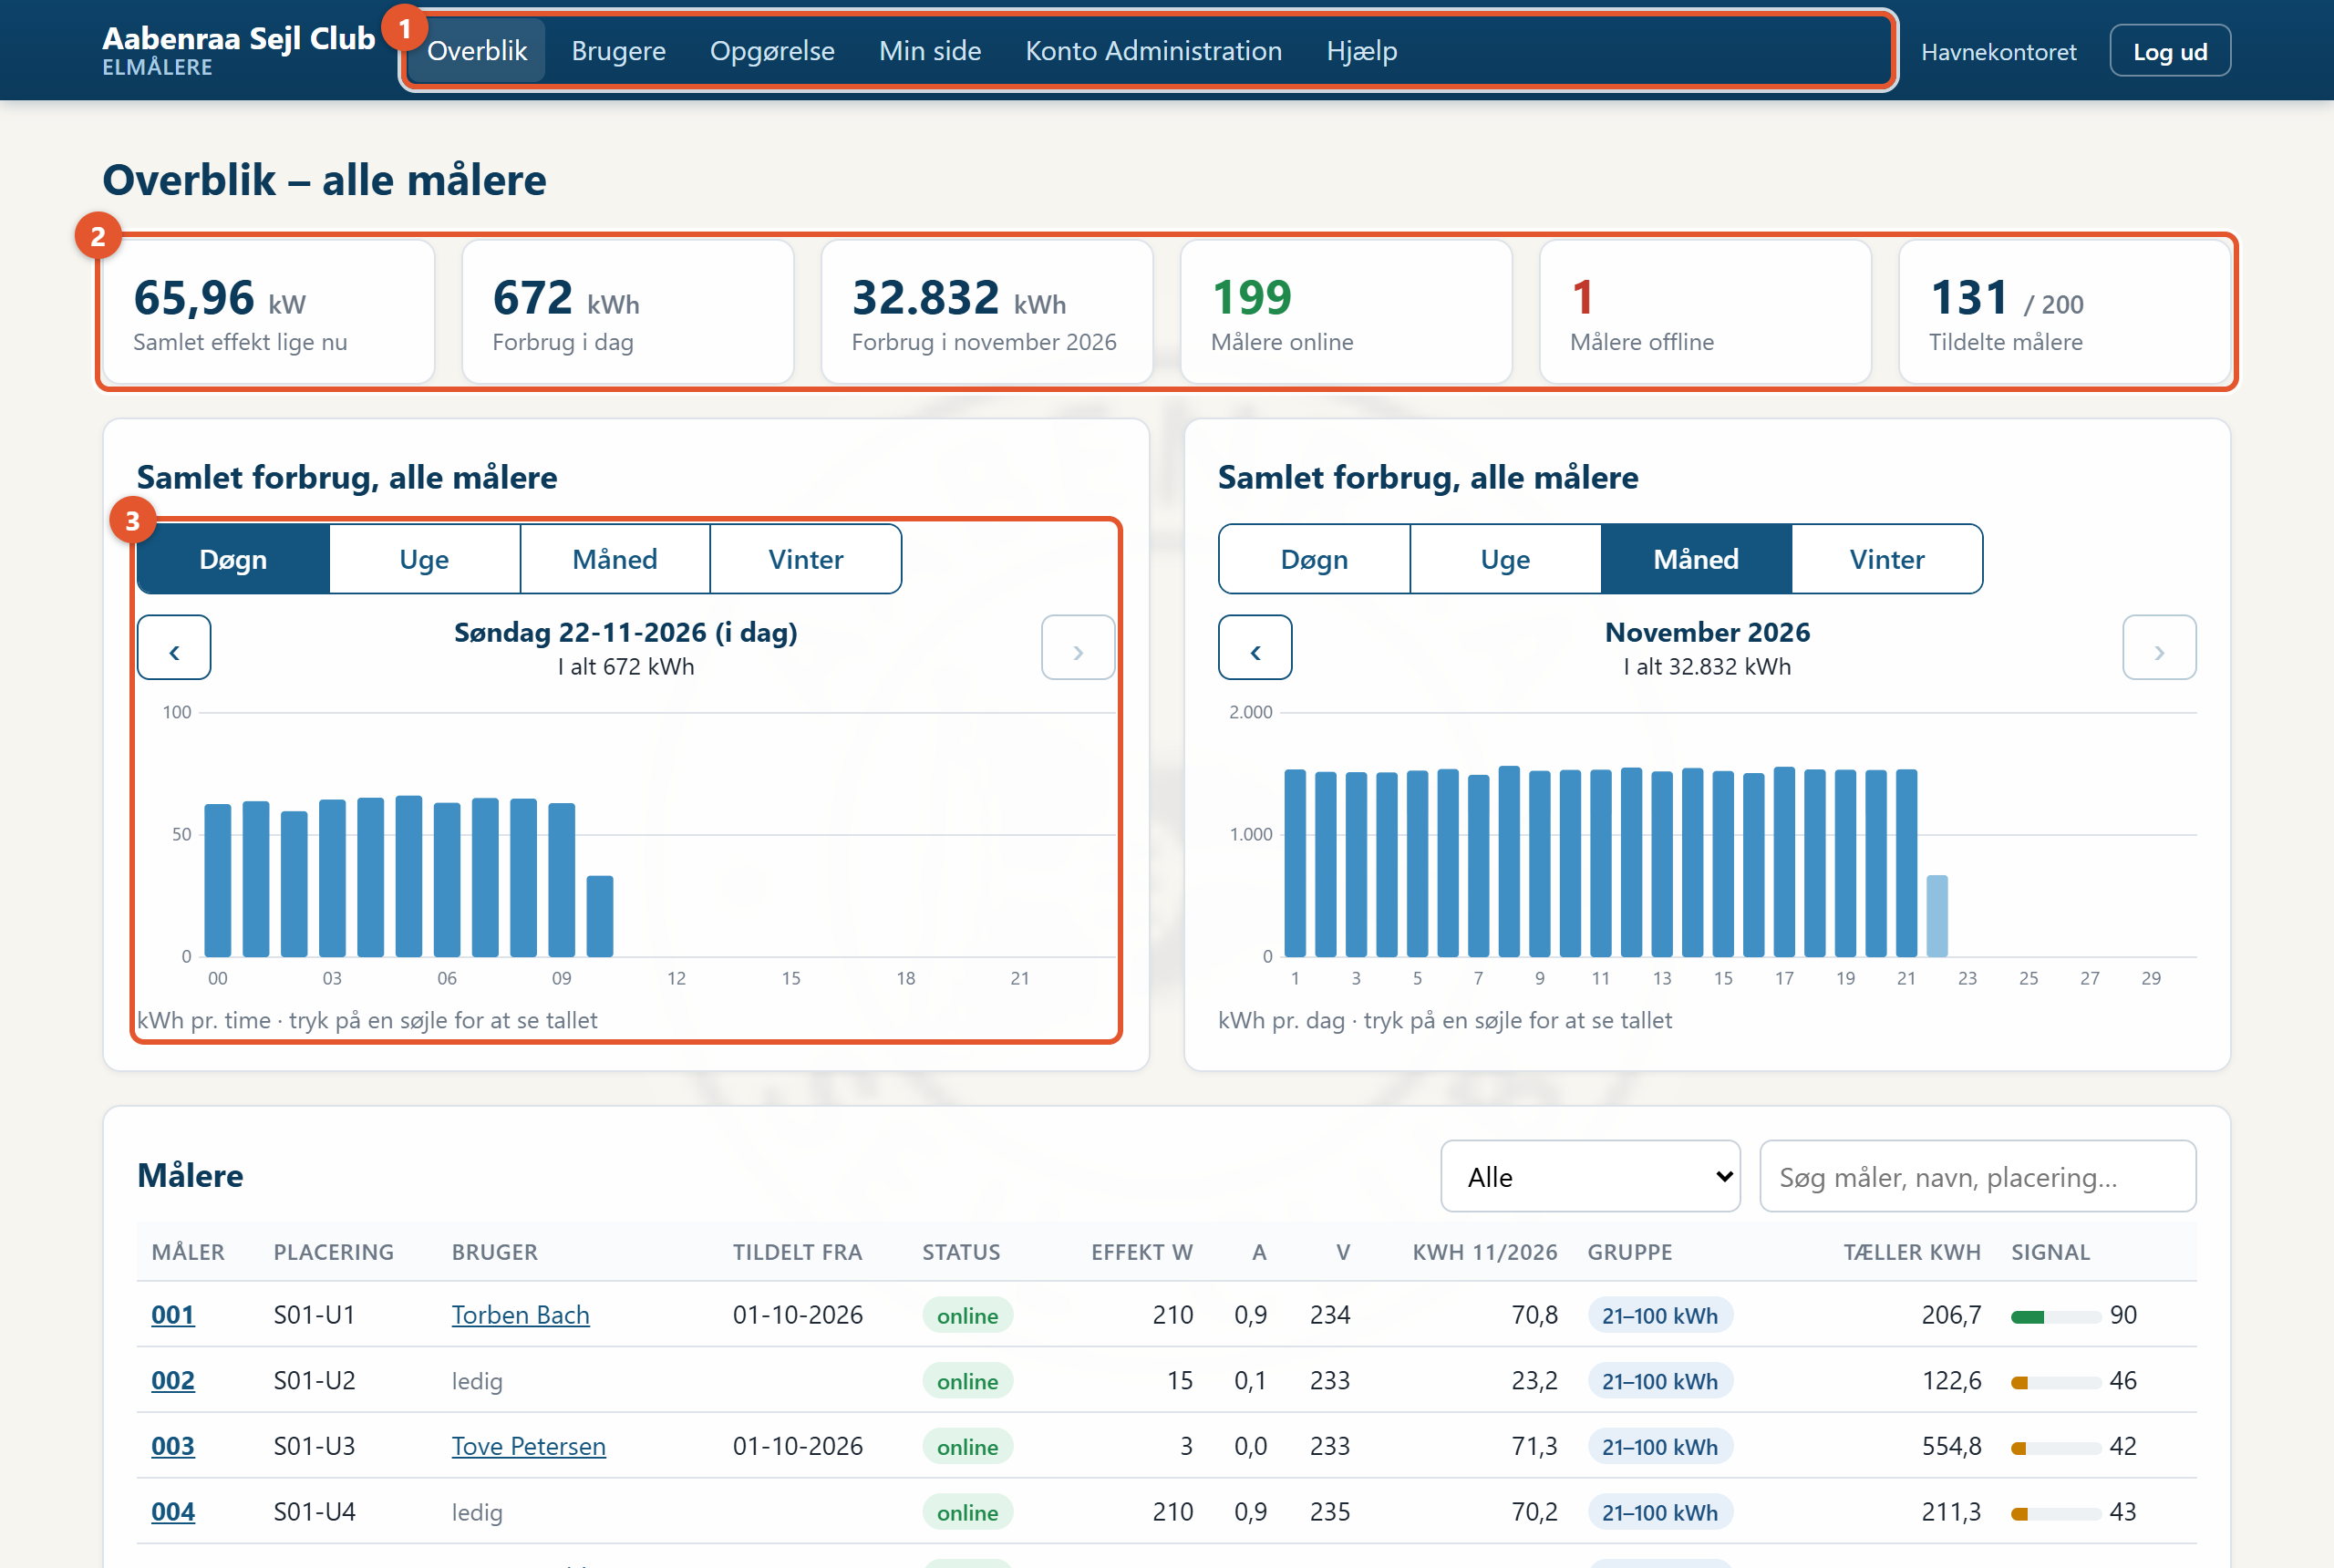 Aabenraa Sejl Club
ELMÅLERE
1
Overblik Brugere Opgørelse Min side Konto Administration Hjælp
Havnekontoret Log ud
Overblik – alle målere
2
65,96 kW
Samlet effekt lige nu
672 kWh
Forbrug i dag
32.832 kWh
Forbrug i november 2026
199
Målere online
1
Målere offline
131 / 200
Tildelte målere
Samlet forbrug, alle målere
3
Døgn Uge Måned Vinter
‹ Søndag 22-11-2026 (i dag) ›
I alt 672 kWh
100
50
0
00 03 06 09 12 15 18 21
kWh pr. time · tryk på en søjle for at se tallet
Samlet forbrug, alle målere
Døgn Uge Måned Vinter
‹ November 2026 ›
I alt 32.832 kWh
2.000
1.000
0
1 3 5 7 9 11 13 15 17 19 21 23 25 27 29
kWh pr. dag · tryk på en søjle for at se tallet
Målere
Alle
Søg måler, navn, placering...
MÅLER PLACERING BRUGER TILDELT FRA STATUS EFFEKT W A V KWH 11/2026 GRUPPE TÆLLER KWH SIGNAL
001 S01-U1 Torben Bach 01-10-2026 online 210 0,9 234 70,8 21–100 kWh 206,7 90
002 S01-U2 ledig online 15 0,1 233 23,2 21–100 kWh 122,6 46
003 S01-U3 Tove Petersen 01-10-2026 online 3 0,0 233 71,3 21–100 kWh 554,8 42
004 S01-U4 ledig online 210 0,9 235 70,2 21–100 kWh 211,3 43